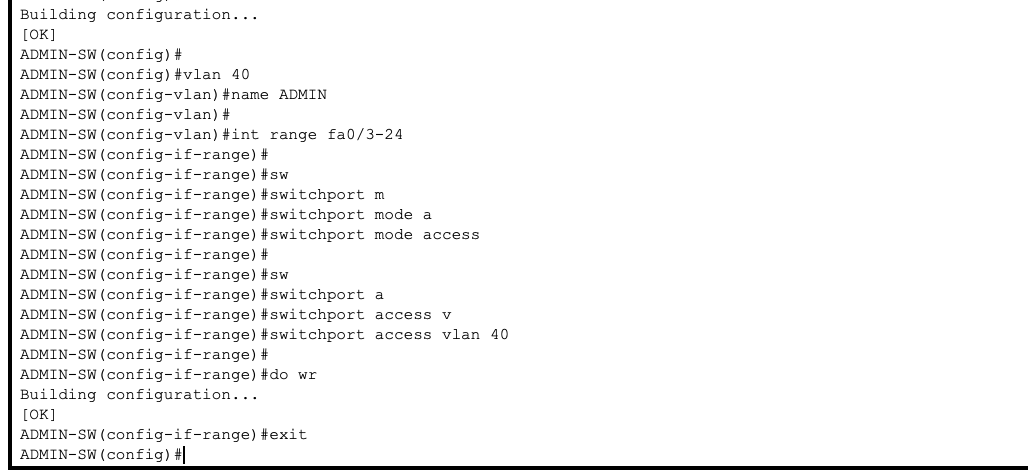 Building configuration...
[OK]
ADMIN-SW(config)#
ADMIN-SW(config)#vlan 40
ADMIN-SW(config-vlan)#name ADMIN
ADMIN-SW(config-vlan)#
ADMIN-SW(config-vlan)#int range fa0/3-24
ADMIN-SW(config-if-range)#
ADMIN-SW(config-if-range)#sw
ADMIN-SW(config-if-range)#switchport m
ADMIN-SW(config-if-range)#switchport mode a
ADMIN-SW(config-if-range)#switchport mode access
ADMIN-SW(config-if-range)#
ADMIN-SW(config-if-range)#sw
ADMIN-SW(config-if-range)#switchport a
ADMIN-SW(config-if-range)#switchport access v
ADMIN-SW(config-if-range)#switchport access vlan 40
ADMIN-SW(config-if-range)#
ADMIN-SW(config-if-range)#do wr
Building configuration...
[OK]
ADMIN-SW(config-if-range)#exit
ADMIN-SW(config)#